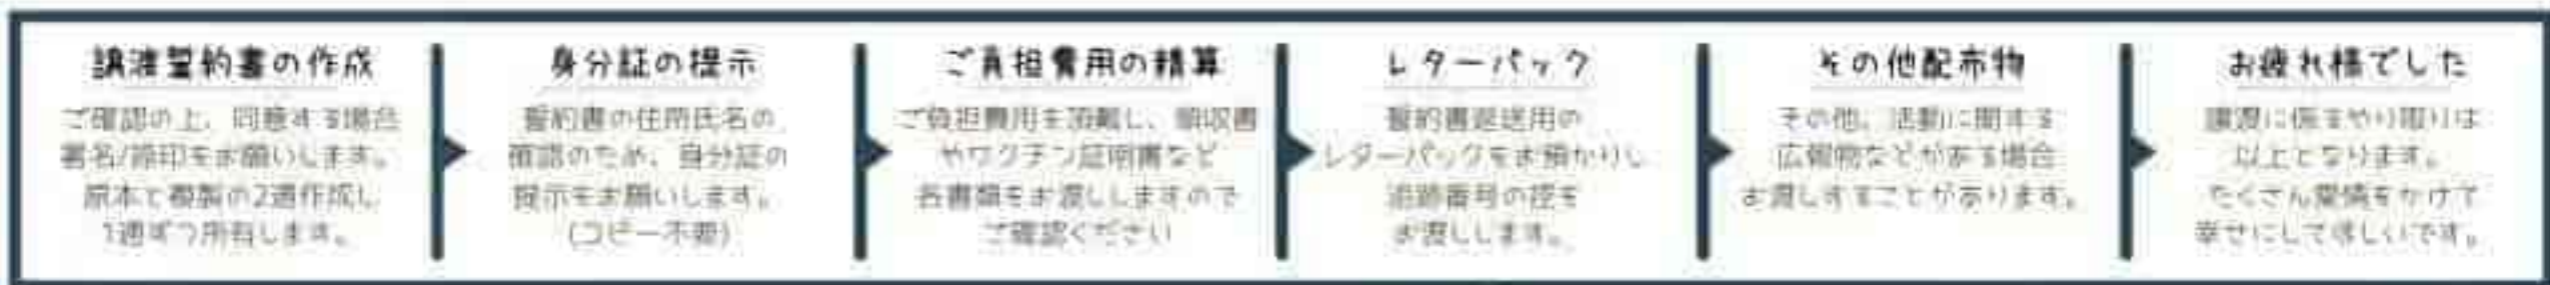 譲渡誓約書の作成
ご確認の上、同意する場合
署名/捺印をお願いします。
原本と複製の2通作成し
1通ずつ所有します。
身分証の提示
誓約書の住所氏名の
確認のため、身分証の
提示をお願いします。
(コピー不要)
ご負担費用の精算
ご負担費用を頂戴し、領収書
やワクチン証明書など
各書類をお渡ししますので
ご確認ください
レターパック
誓約書返送用の
レターパックをお預かりし
追跡番号の控を
お渡しします。
その他配布物
その他、活動に関する
広報物などがある場合
お渡しすることがあります。
お疲れ様でした
譲渡に係るやり取りは
以上となります。
たくさん愛情をかけて
幸せにして欲しいです。